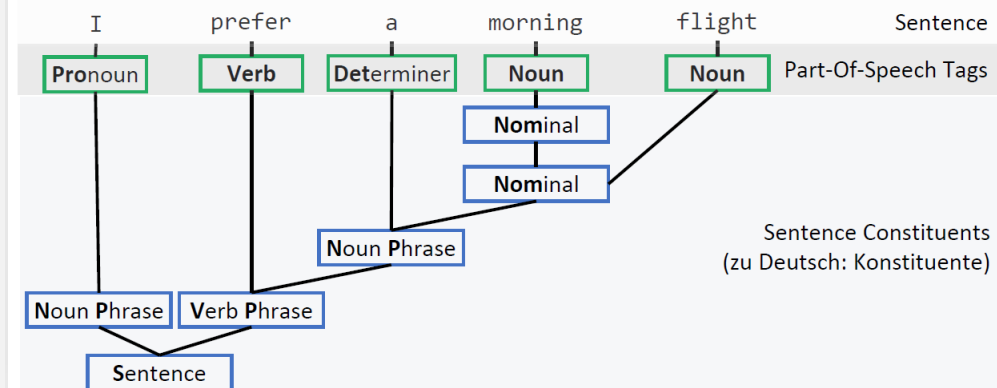 I prefer a morning flight Sentence
Pronoun Verb Determiner Noun Noun Part-Of-Speech Tags
Nominal
Nominal
Noun Phrase
Sentence Constituents
(zu Deutsch: Konstituente)
Noun Phrase Verb Phrase
Sentence